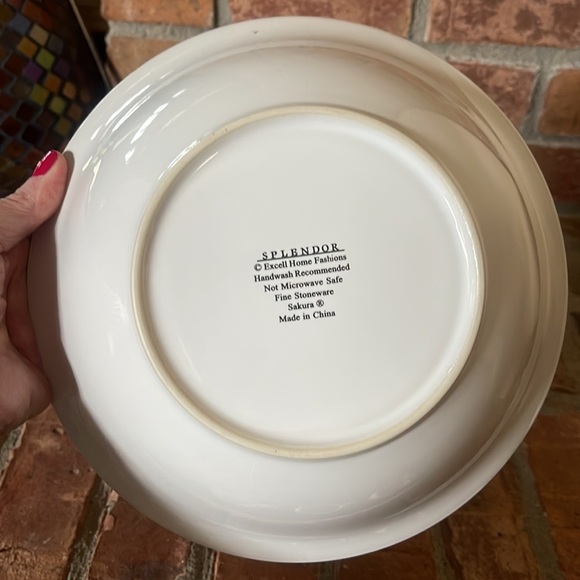 SPLENDOR
© Excell Home Fashions
Handwash Recommended
Not Microwave Safe
Fine Stoneware
Sakura ®
Made in China